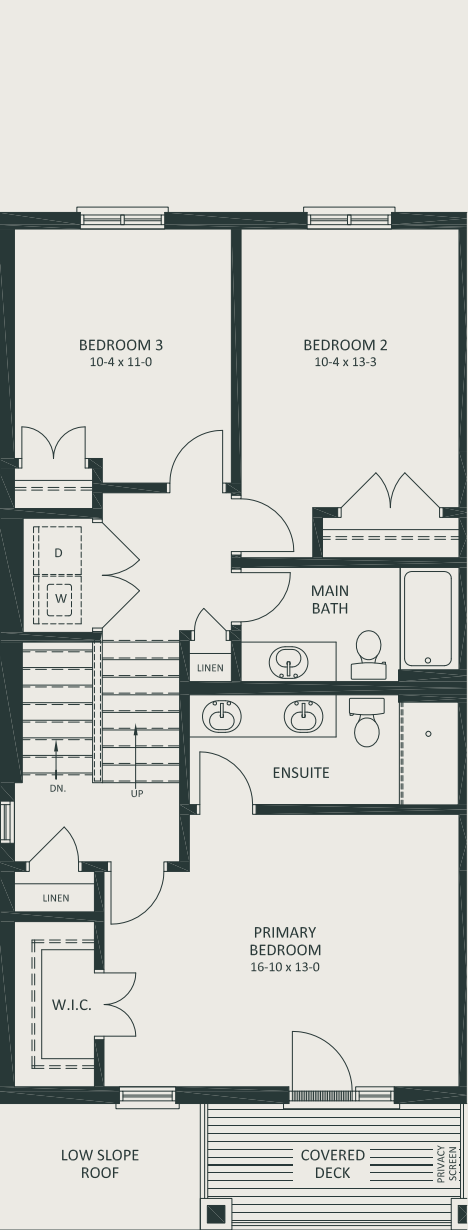 BEDROOM 3
10-4 x 11-0
BEDROOM 2
10-4 x 13-3
D
W
MAIN
BATH
LINEN
DN.
UP
ENSUITE
LINEN
PRIMARY
BEDROOM
16-10 x 13-0
W.I.C.
LOW SLOPE
ROOF
COVERED
DECK
PRIVACY
SCREEN